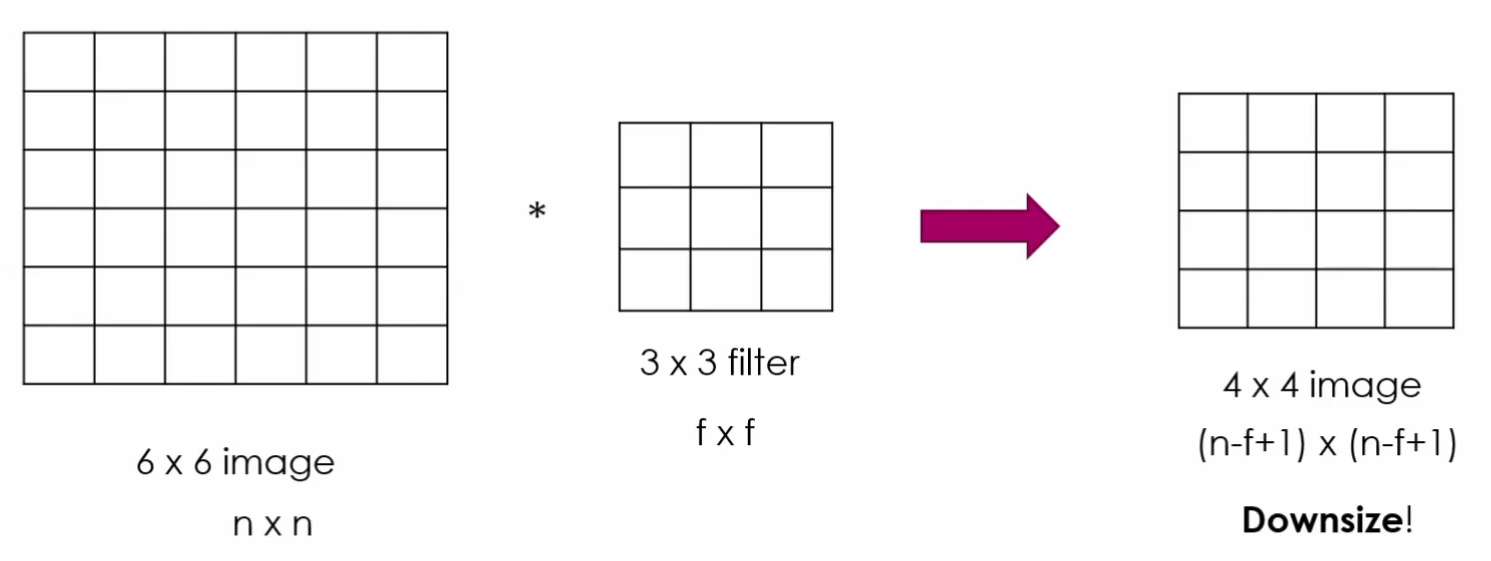 *
3 x 3 filter
f x f
6 x 6 image
n x n
4 x 4 image
(n-f+1) x (n-f+1)
Downsize!